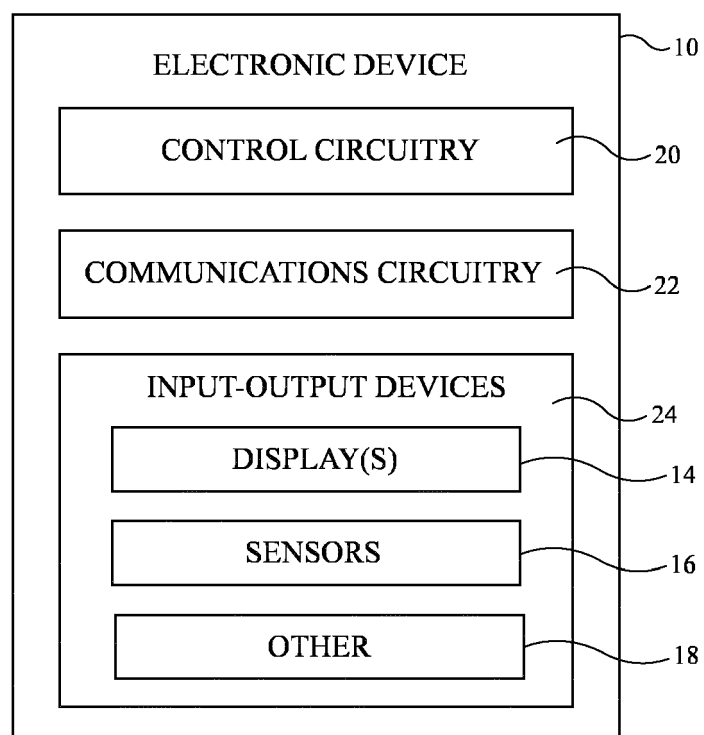 ELECTRONIC DEVICE
10
CONTROL CIRCUITRY
20
COMMUNICATIONS CIRCUITRY
22
INPUT-OUTPUT DEVICES
24
DISPLAY(S)
14
SENSORS
16
OTHER
18